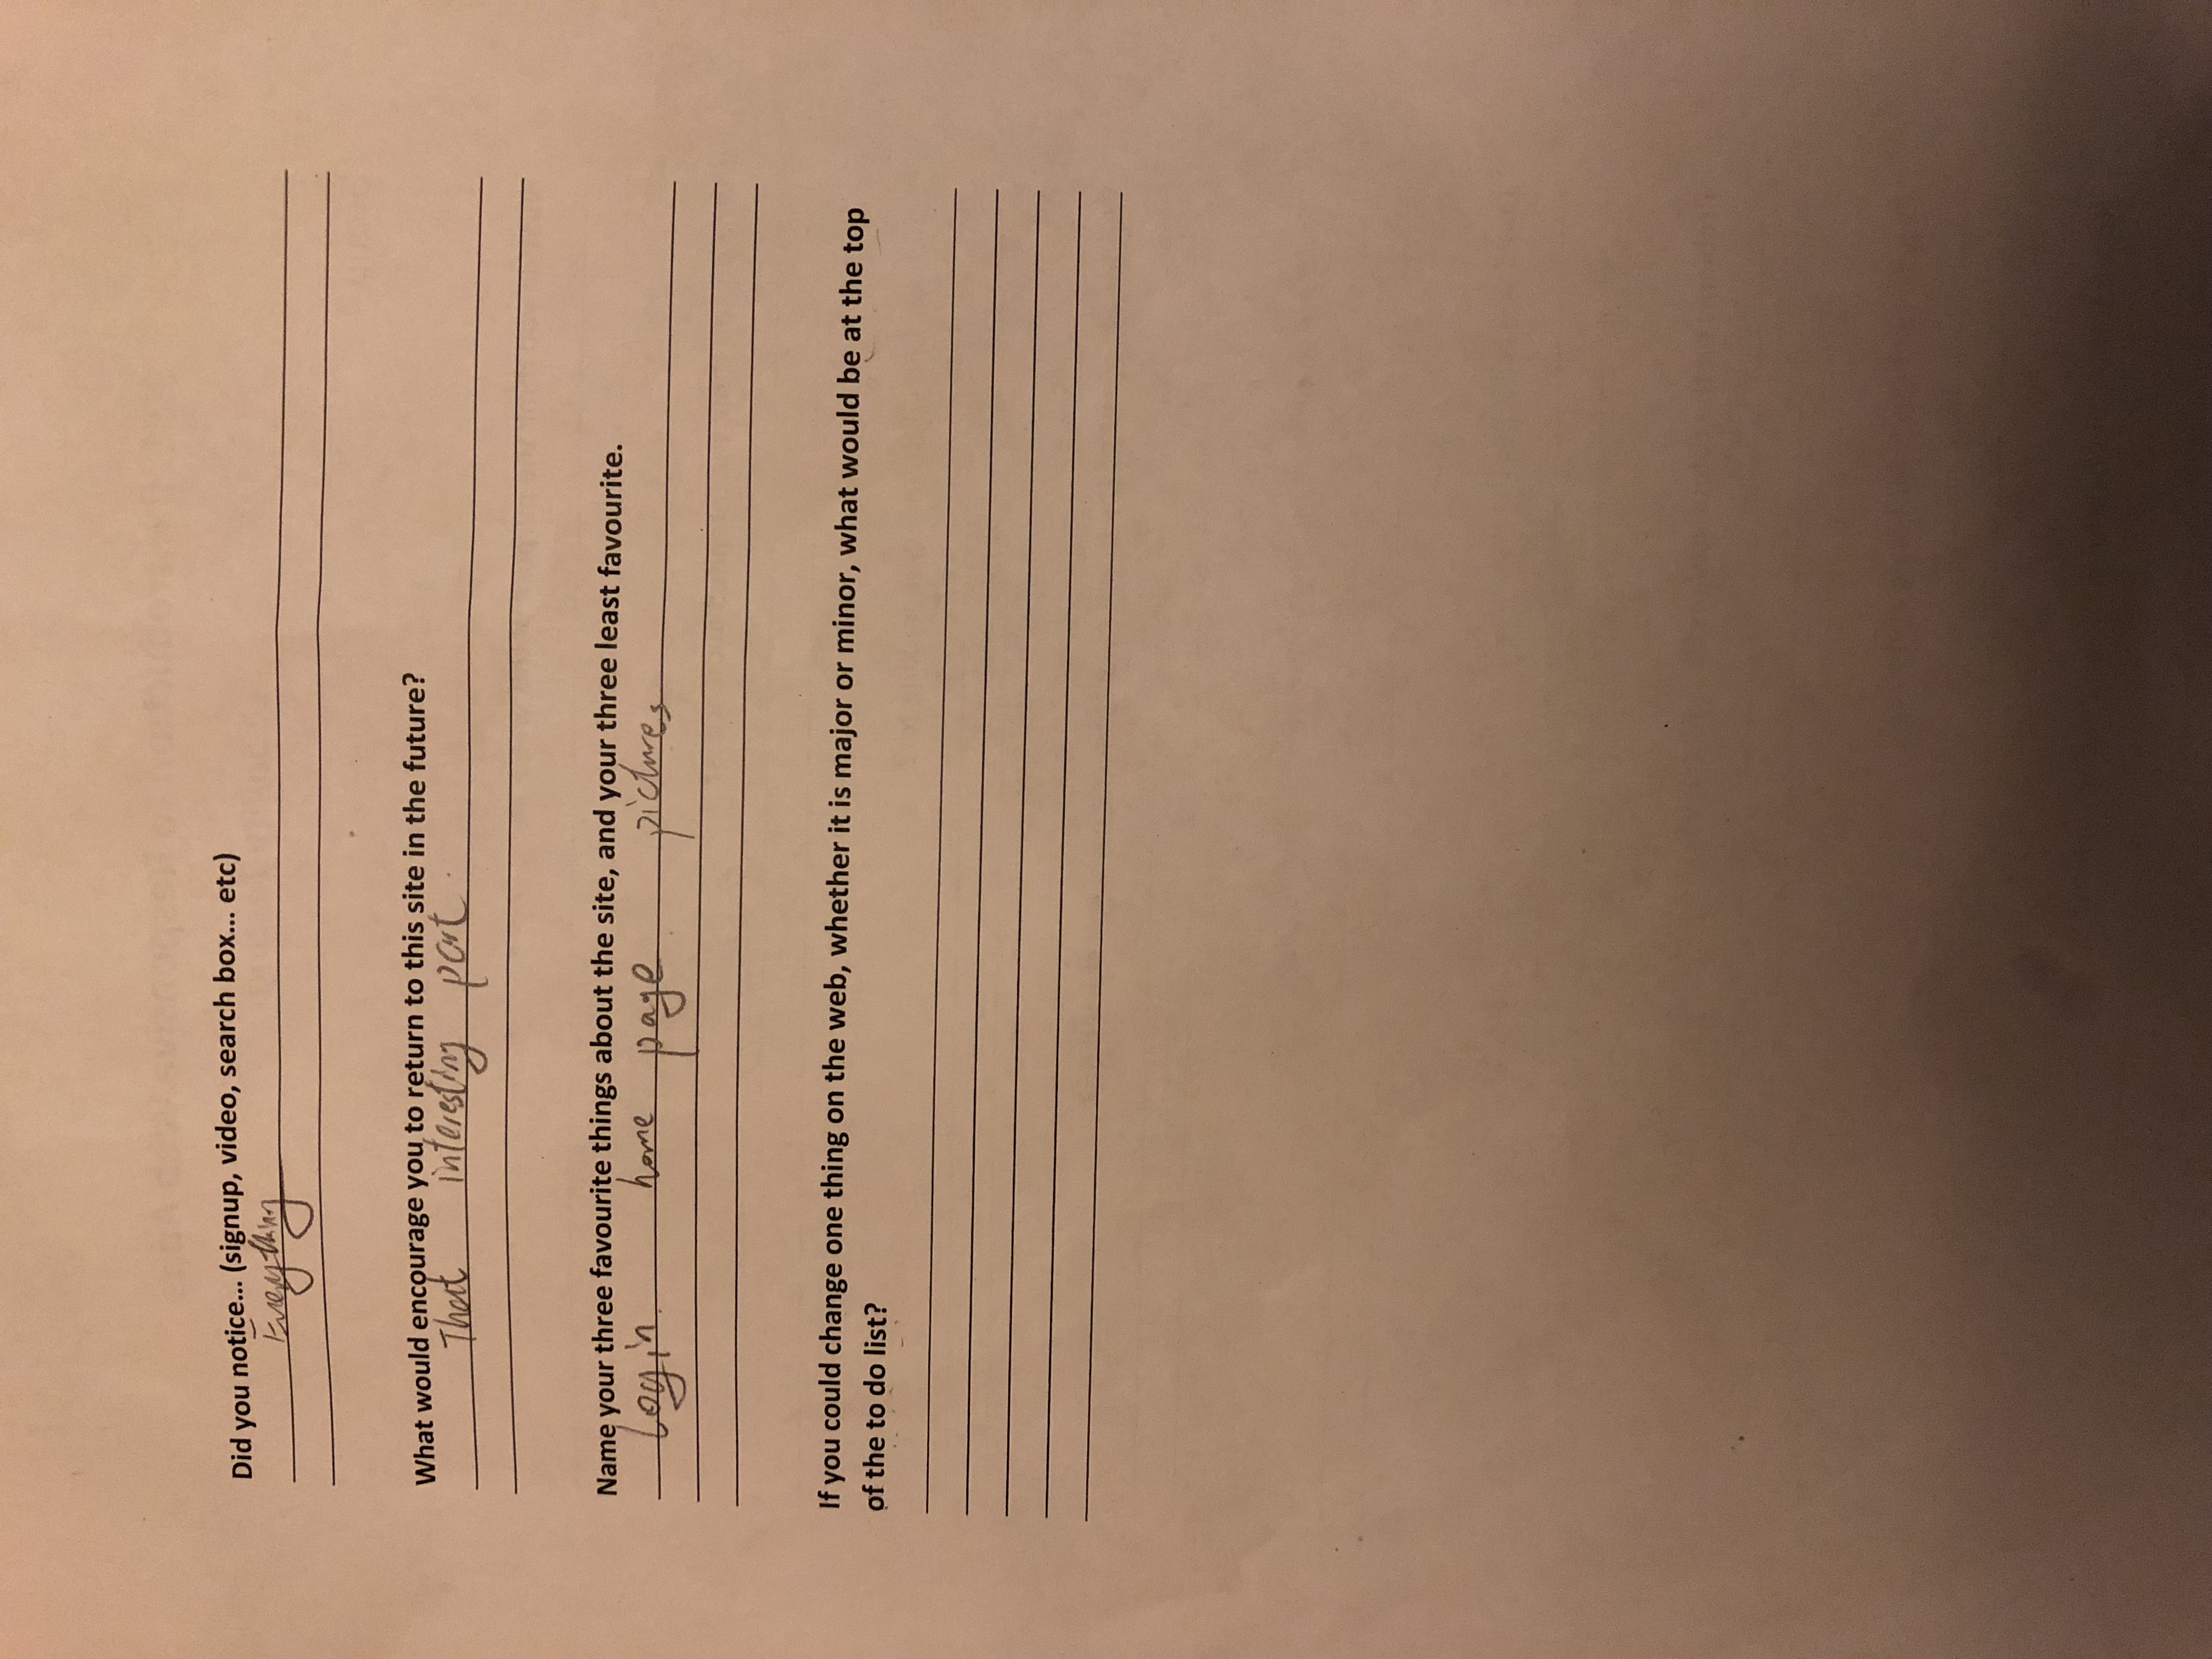 Did you notice... (signup, video, search box... etc)
Everything
What would encourage you to return to this site in the future?
That interesting part.
Name your three favourite things about the site, and your three least favourite.
Login. home page. pictures
If you could change one thing on the web, whether it is major or minor, what would be at the top
of the to do list?